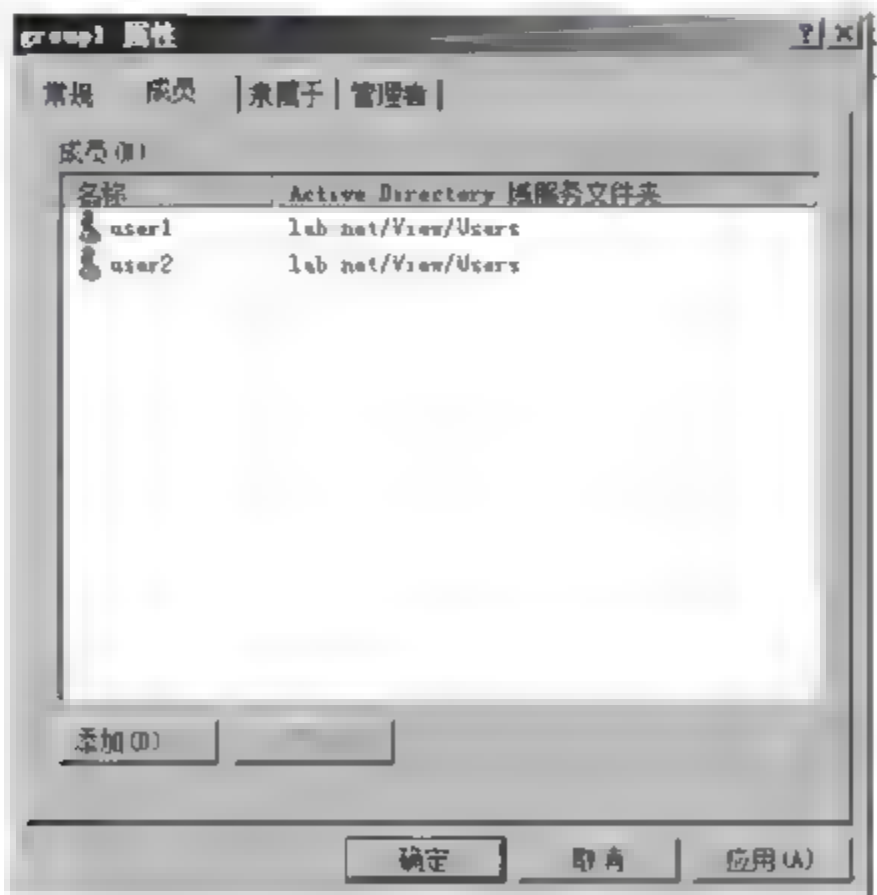 group1 属性
常规 成员 隶属于 管理者
成员(M)
名称 Active Directory 域服务文件夹
user1 lab net/View/Users
user2 lab net/View/Users
添加(D)
确定 取消 应用(A)